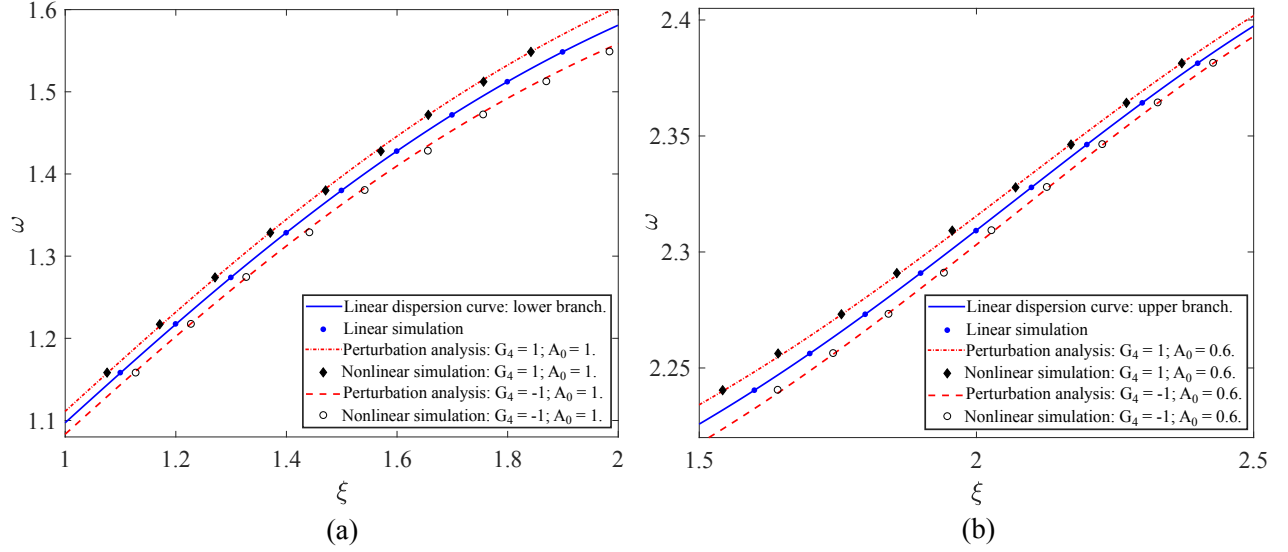 1.6
1.5
1.4
1.3
1.2
1.1
ω
1
1.2
1.4
1.6
1.8
2
ξ
Linear dispersion curve: lower branch.
Linear simulation
Perturbation analysis: G₄ = 1; A₀ = 1.
Nonlinear simulation: G₄ = 1; A₀ = 1.
Perturbation analysis: G₄ = -1; A₀ = 1.
Nonlinear simulation: G₄ = -1; A₀ = 1.
(a)
2.4
2.35
2.3
2.25
ω
1.5
2
2.5
ξ
Linear dispersion curve: upper branch.
Linear simulation
Perturbation analysis: G₄ = 1; A₀ = 0.6.
Nonlinear simulation: G₄ = 1; A₀ = 0.6.
Perturbation analysis: G₄ = -1; A₀ = 0.6.
Nonlinear simulation: G₄ = -1; A₀ = 0.6.
(b)